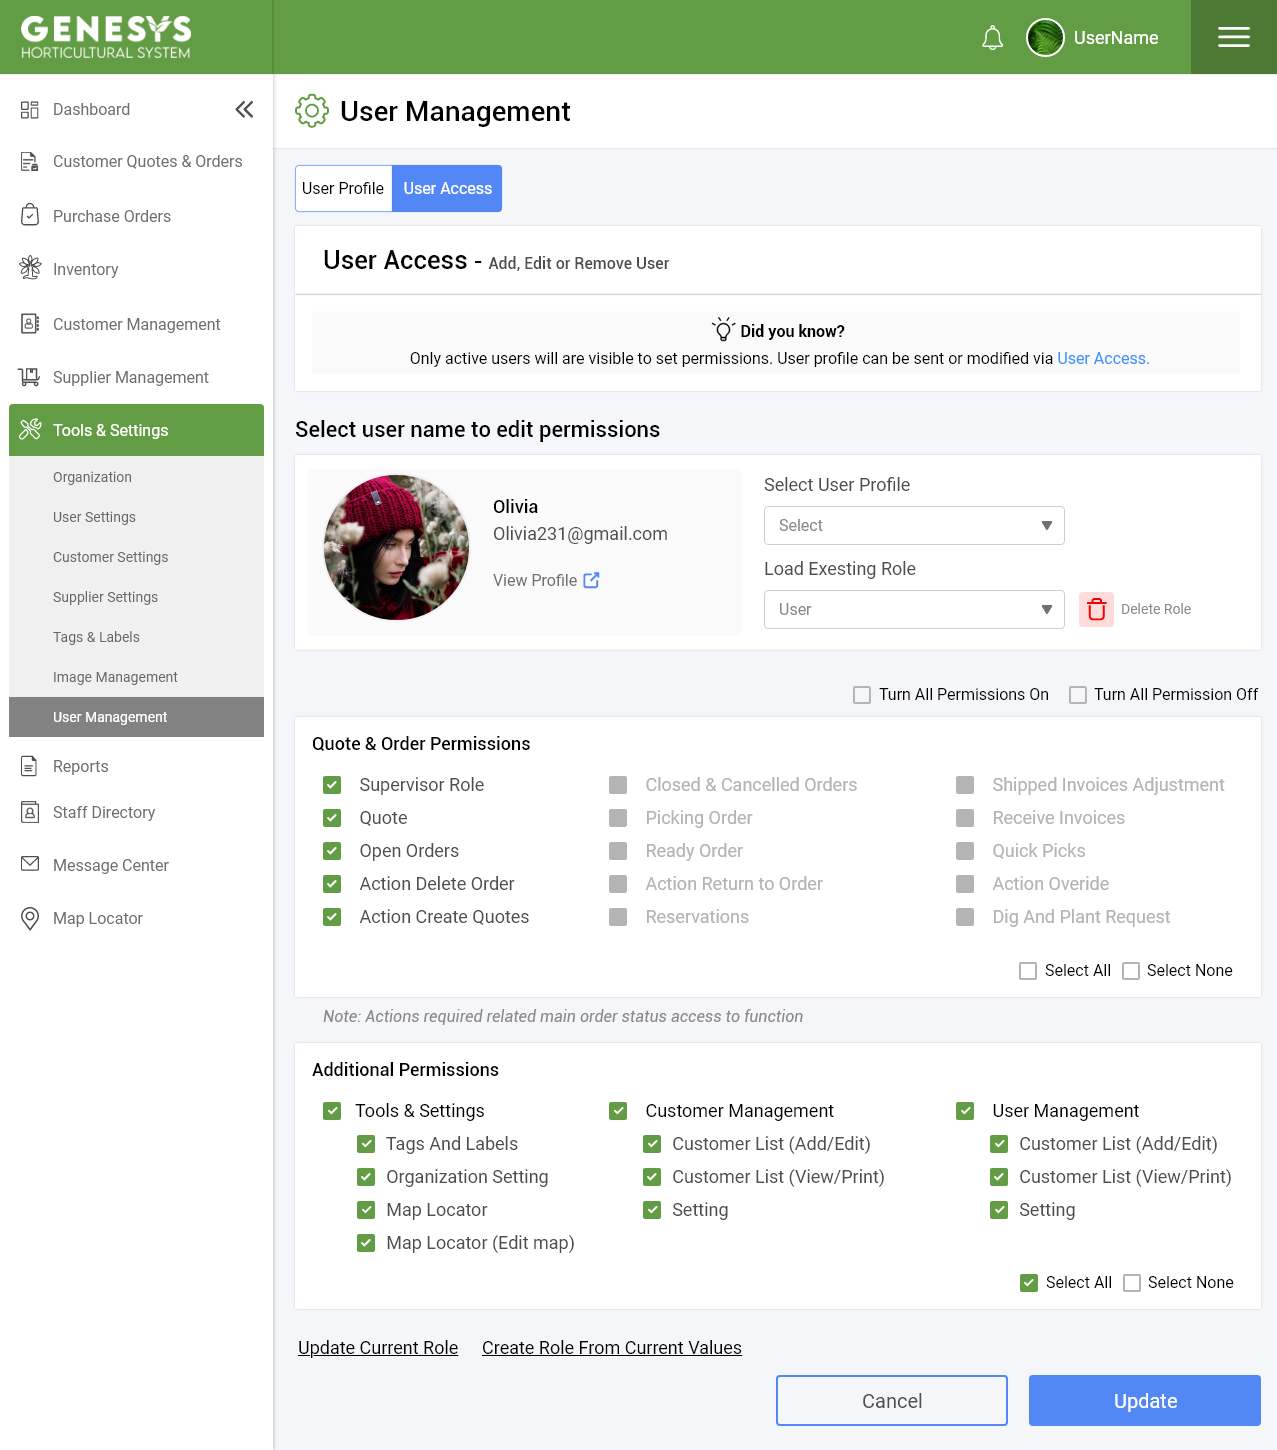 GENESYS
HORTICULTURAL SYSTEM
UserName
Dashboard
Customer Quotes & Orders
Purchase Orders
Inventory
Customer Management
Supplier Management
Tools & Settings
Organization
User Settings
Customer Settings
Supplier Settings
Tags & Labels
Image Management
User Management
Reports
Staff Directory
Message Center
Map Locator
User Management
User Profile User Access
User Access - Add, Edit or Remove User
Did you know?
Only active users will are visible to set permissions. User profile can be sent or modified via User Access.
Select user name to edit permissions
Olivia
Olivia231@gmail.com
View Profile
Select User Profile
Select
Load Exesting Role
User
Delete Role
Turn All Permissions On Turn All Permission Off
Quote & Order Permissions
Supervisor Role Closed & Cancelled Orders Shipped Invoices Adjustment
Quote Picking Order Receive Invoices
Open Orders Ready Order Quick Picks
Action Delete Order Action Return to Order Action Overide
Action Create Quotes Reservations Dig And Plant Request
Select All Select None
Note: Actions required related main order status access to function
Additional Permissions
Tools & Settings Customer Management User Management
Tags And Labels Customer List (Add/Edit) Customer List (Add/Edit)
Organization Setting Customer List (View/Print) Customer List (View/Print)
Map Locator Setting Setting
Map Locator (Edit map)
Select All Select None
Update Current Role Create Role From Current Values
Cancel Update